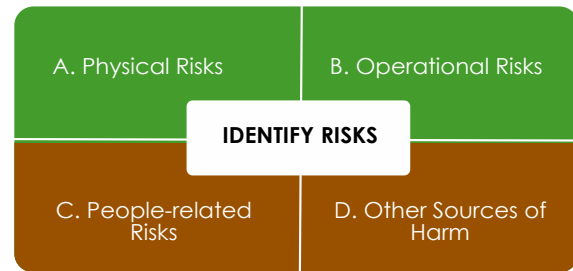 A. Physical Risks
B. Operational Risks
IDENTIFY RISKS
C. People-related
Risks
D. Other Sources of
Harm